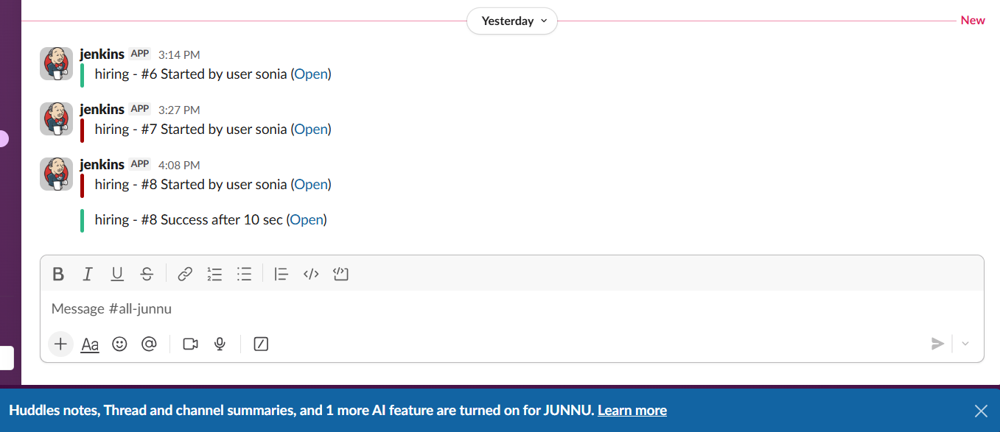 Yesterday
New
jenkins APP 3:14 PM
hiring - #6 Started by user sonia (Open)
jenkins APP 3:27 PM
hiring - #7 Started by user sonia (Open)
jenkins APP 4:08 PM
hiring - #8 Started by user sonia (Open)
hiring - #8 Success after 10 sec (Open)
Message #all-junnu
Huddles notes, Thread and channel summaries, and 1 more AI feature are turned on for JUNNU. Learn more